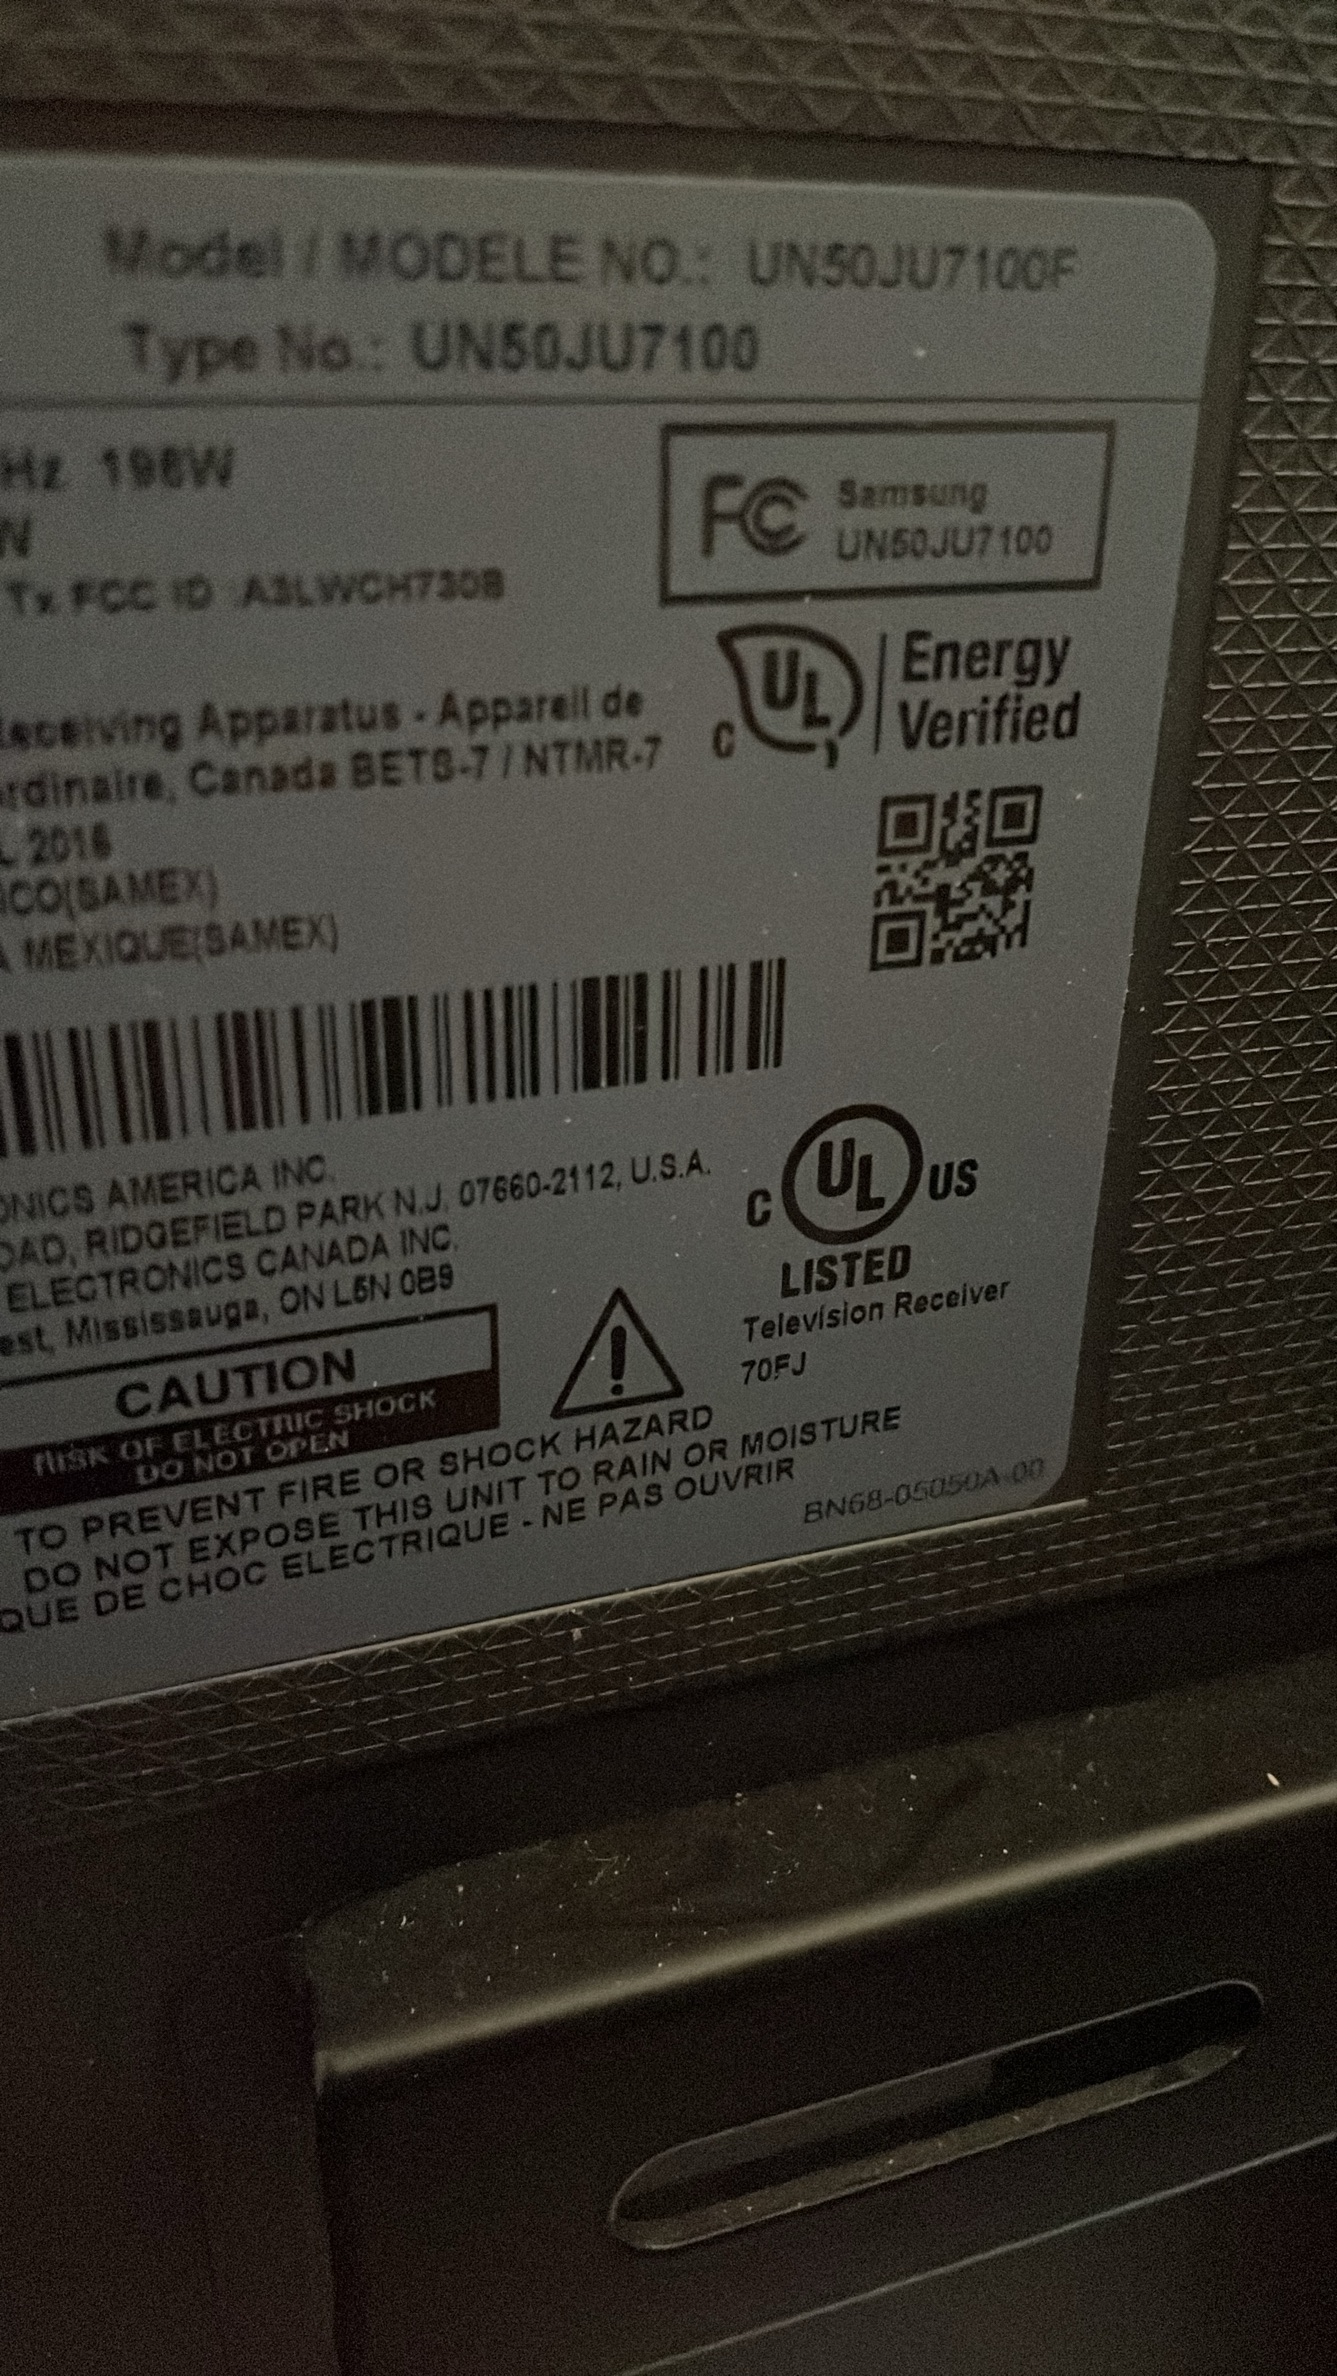 Model / MODELE NO.: UN50JU7100F
Type No.: UN50JU7100
Hz 196W
N
Tx FCC ID :A3LWCH730B
FC Samsung
UN50JU7100
UL Energy
C Verified
Receiving Apparatus - Appareil de
ordinaire, Canada BETS-7 / NTMR-7
L 2016
ICO(SAMEX)
A MEXIQUE(SAMEX)
ONICS AMERICA INC.
OAD, RIDGEFIELD PARK N.J. 07660-2112, U.S.A.
ELECTRONICS CANADA INC.
est, Mississauga, ON L5N 0B9
C UL US
LISTED
Television Receiver
70FJ
CAUTION
RISK OF ELECTRIC SHOCK
DO NOT OPEN
!
TO PREVENT FIRE OR SHOCK HAZARD
DO NOT EXPOSE THIS UNIT TO RAIN OR MOISTURE
QUE DE CHOC ELECTRIQUE - NE PAS OUVRIR
BN68-05050A-00